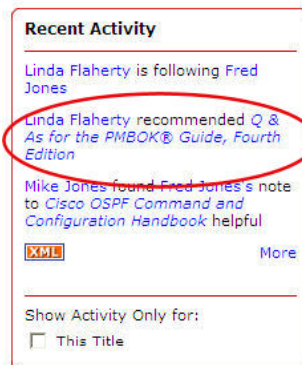 Recent Activity
Linda Flaherty is following Fred
Jones
Linda Flaherty recommended Q &
As for the PMBOK® Guide, Fourth
Edition
Mike Jones found Fred Jones's note
to Cisco OSPF Command and
Configuration Handbook helpful
XML More
Show Activity Only for:
This Title